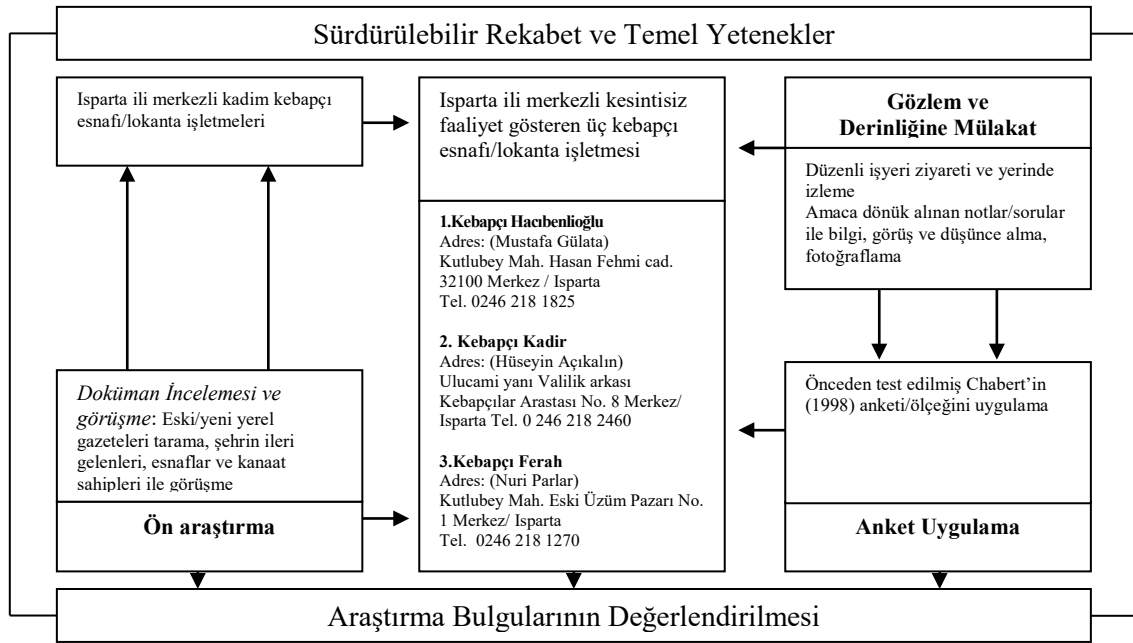 Sürdürülebilir Rekabet ve Temel Yetenekler
Isparta ili merkezli kadim kebapçı
esnafı/lokanta işletmeleri
Doküman İncelemesi ve
görüşme: Eski/yeni yerel
gazeteleri tarama, şehrin ileri
gelenleri, esnaflar ve kanaat
sahipleri ile görüşme
Ön araştırma
Isparta ili merkezli kesintisiz
faaliyet gösteren üç kebapçı
esnafı/lokanta işletmesi
1.Kebapçı Hacıbenlioğlu
Adres: (Mustafa Gülata)
Kutlubey Mah. Hasan Fehmi cad.
32100 Merkez / Isparta
Tel. 0246 218 1825
2. Kebapçı Kadir
Adres: (Hüseyin Açıkalın)
Ulucami yanı Valilik arkası
Kebapçılar Arastası No. 8 Merkez/
Isparta Tel. 0 246 218 2460
3.Kebapçı Ferah
Adres: (Nuri Parlar)
Kutlubey Mah. Eski Üzüm Pazarı No.
1 Merkez/ Isparta
Tel. 0246 218 1270
Gözlem ve
Derinliğine Mülakat
Düzenli işyeri ziyareti ve yerinde
izleme
Amaca dönük alınan notlar/sorular
ile bilgi, görüş ve düşünce alma,
fotoğraflama
Önceden test edilmiş Chabert’in
(1998) anketi/ölçeğini uygulama
Anket Uygulama
Araştırma Bulgularının Değerlendirilmesi